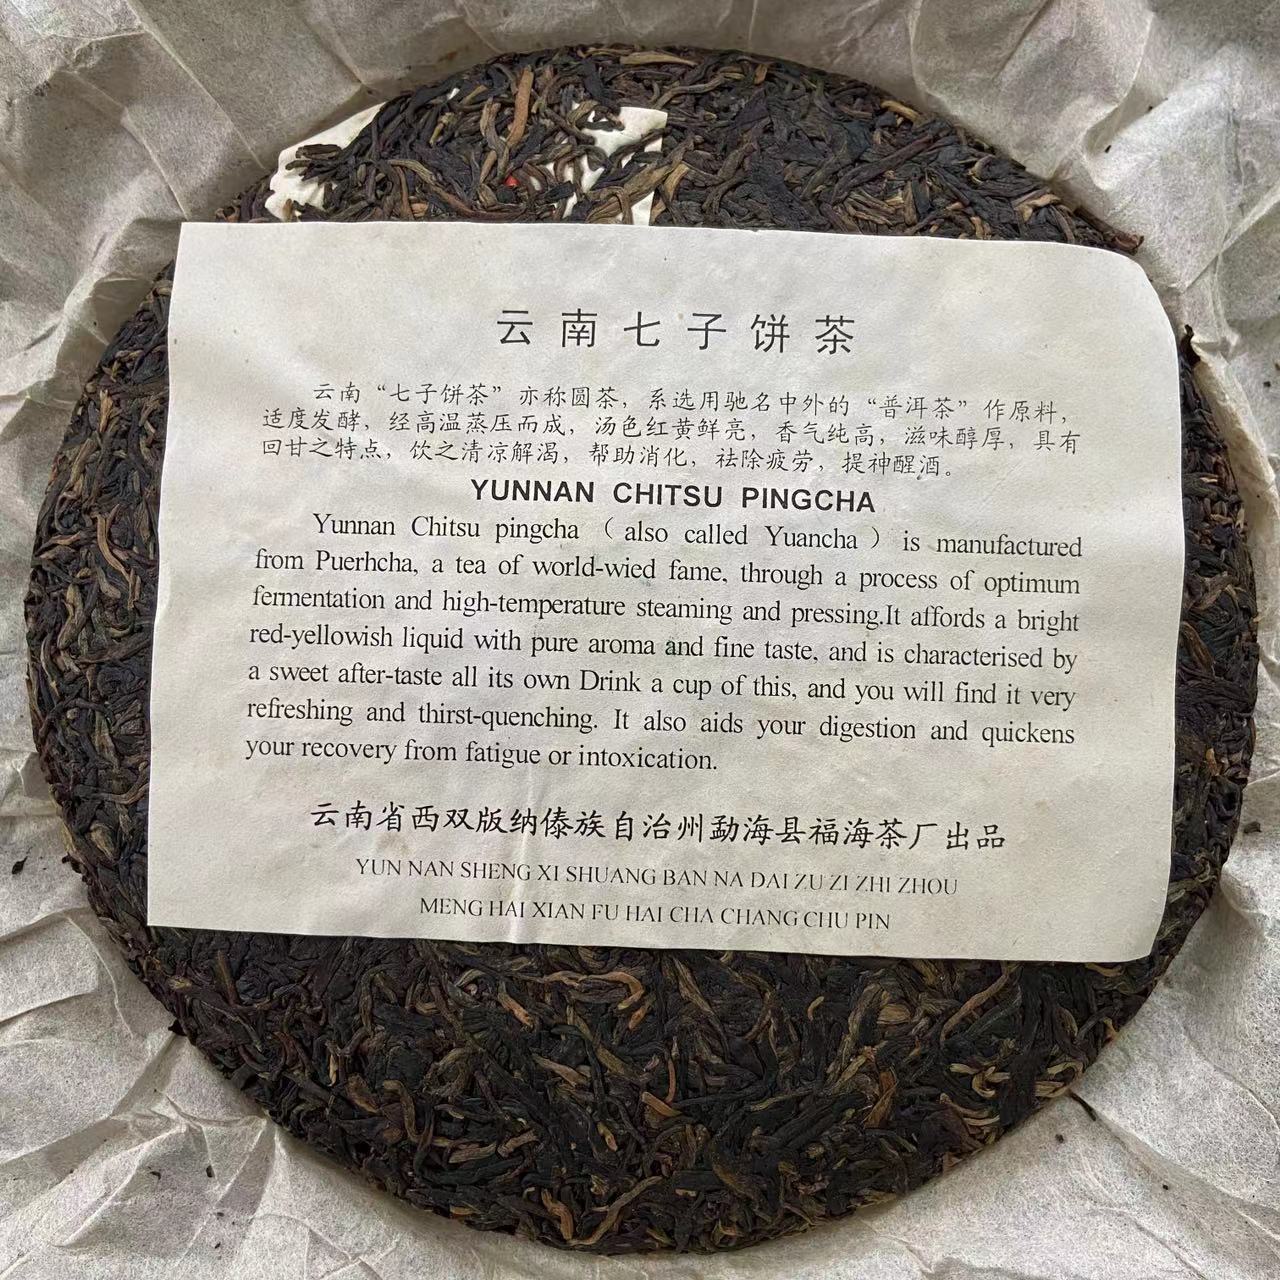 云南七子饼茶
云南“七子饼茶”亦称圆茶，系选用驰名中外的“普洱茶”作原料，
适度发酵，经高温蒸压而成，汤色红黄鲜亮，香气纯高，滋味醇厚，具有
回甘之特点，饮之清凉解渴，帮助消化，祛除疲劳，提神醒酒。
YUNNAN CHITSU PINGCHA
Yunnan Chitsu pingcha （also called Yuancha） is manufactured
from Puerhcha, a tea of world-wied fame, through a process of optimum
fermentation and high-temperature steaming and pressing.It affords a bright
red-yellowish liquid with pure aroma and fine taste, and is characterised by
a sweet after-taste all its own Drink a cup of this, and you will find it very
refreshing and thirst-quenching. It also aids your digestion and quickens
your recovery from fatigue or intoxication.
云南省西双版纳傣族自治州勐海县福海茶厂出品
YUN NAN SHENG XI SHUANG BAN NA DAI ZU ZI ZHI ZHOU
MENG HAI XIAN FU HAI CHA CHANG CHU PIN